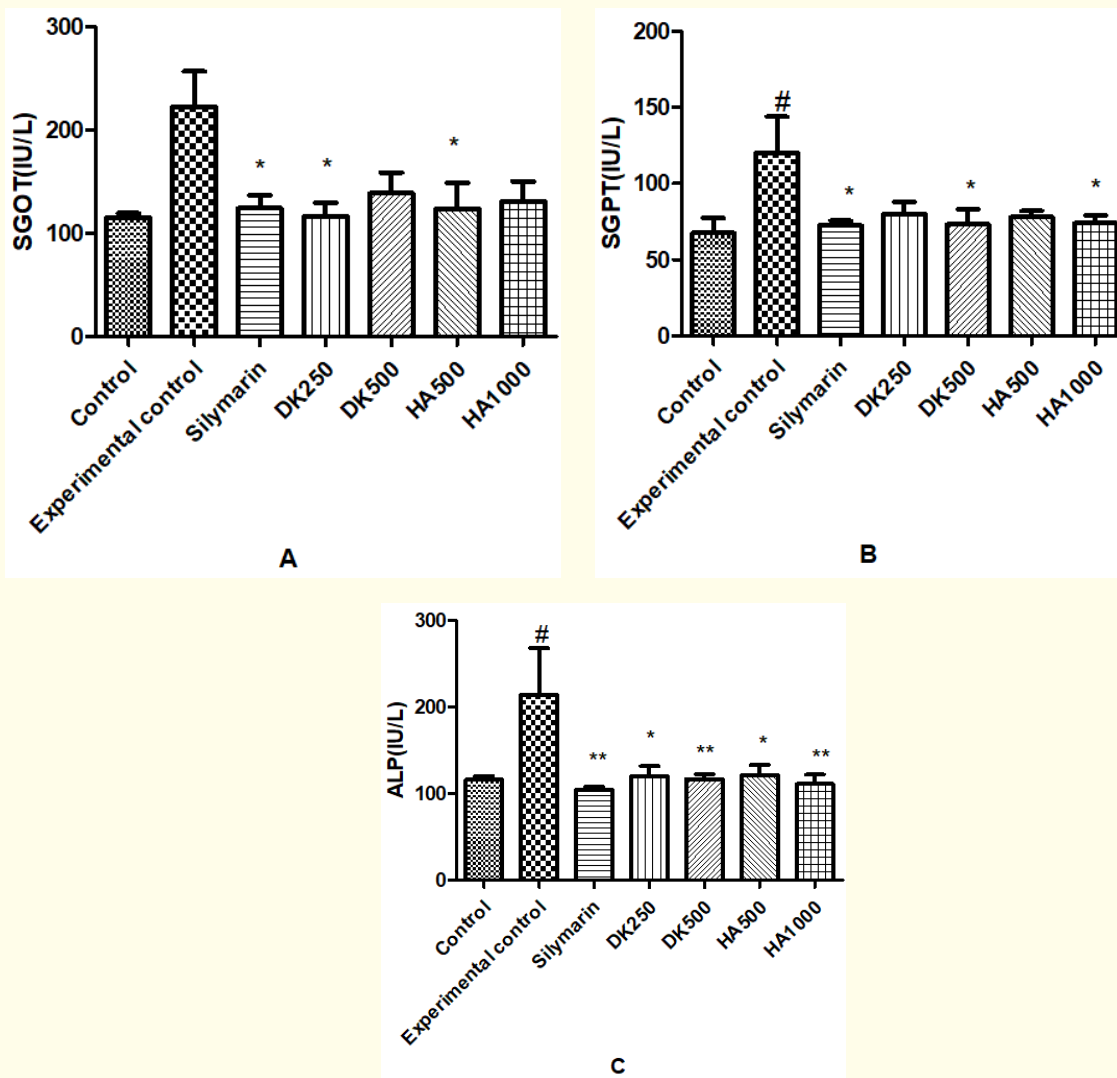 300
200
100
0
SGOT(IU/L)
*
*
*
Control
Experimental control
Silymarin
DK250
DK500
HA500
HA1000
A
200
150
100
50
0
SGPT(IU/L)
#
*
*
*
Control
Experimental control
Silymarin
DK250
DK500
HA500
HA1000
B
300
200
100
0
ALP(IU/L)
#
**
*
**
*
**
Control
Experimental control
Silymarin
DK250
DK500
HA500
HA1000
C